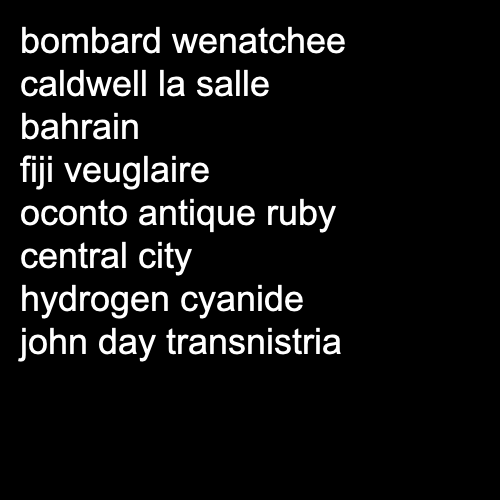 bombard wenatchee
caldwell la salle
bahrain
fiji veuglaire
oconto antique ruby
central city
hydrogen cyanide
john day transnistria